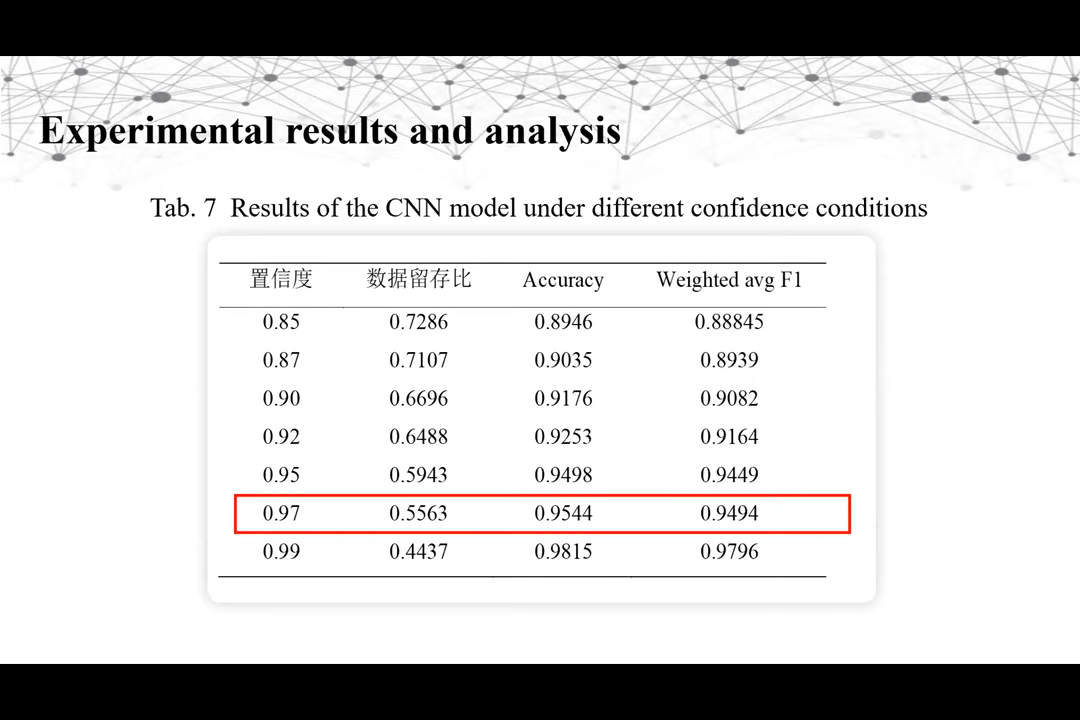 Experimental results and analysis
Tab. 7 Results of the CNN model under different confidence conditions
置信度 数据留存比 Accuracy Weighted avg F1
0.85 0.7286 0.8946 0.88845
0.87 0.7107 0.9035 0.8939
0.90 0.6696 0.9176 0.9082
0.92 0.6488 0.9253 0.9164
0.95 0.5943 0.9498 0.9449
0.97 0.5563 0.9544 0.9494
0.99 0.4437 0.9815 0.9796